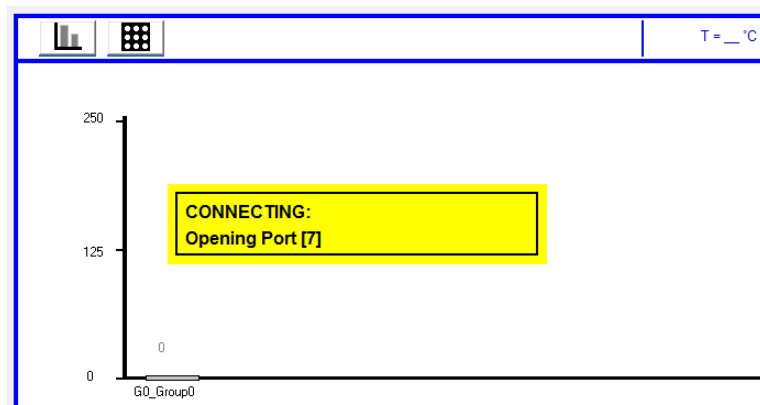 T = __ °C
250
CONNECTING:
Opening Port [7]
125
0
0
G0_Group0